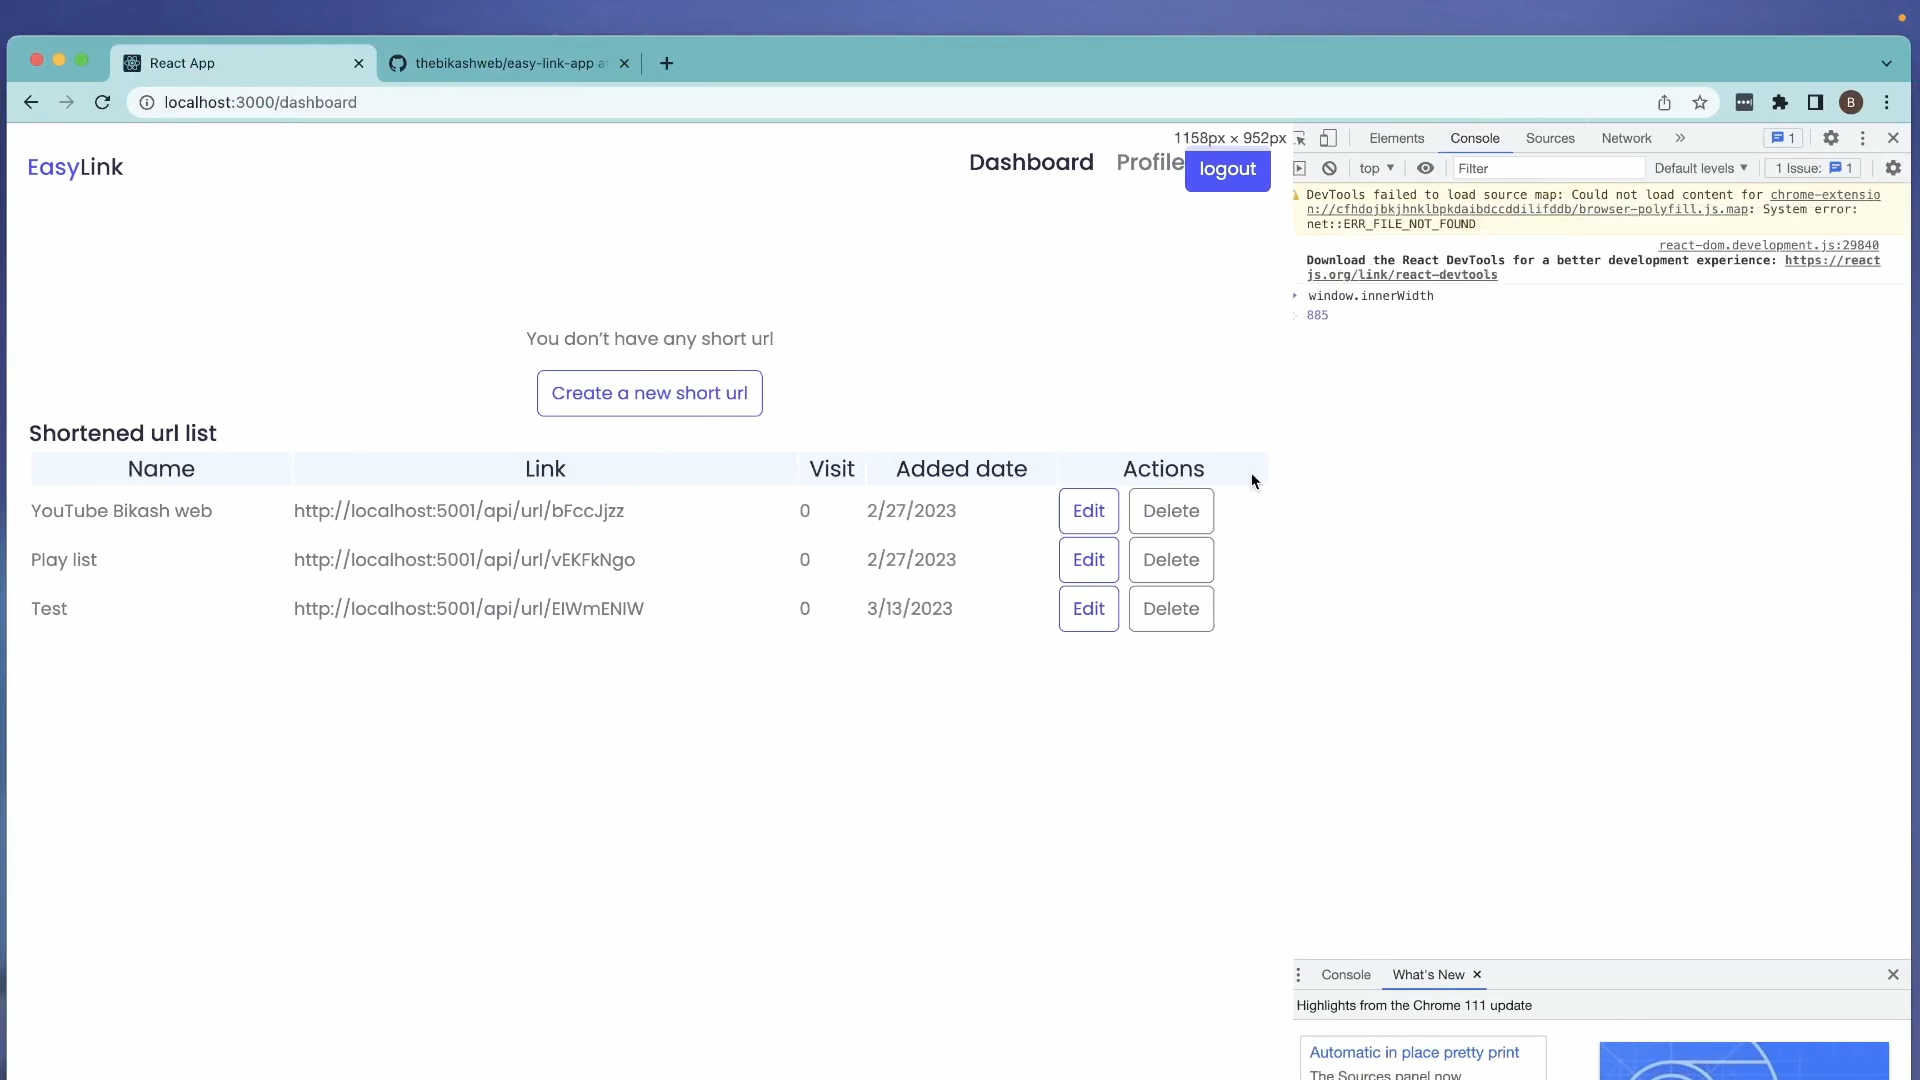 React App
thebikashweb/easy-link-app a
localhost:3000/dashboard
B
1158px × 952px
EasyLink
Dashboard
Profile
logout
You don't have any short url
Create a new short url
Shortened url list
Name Link Visit Added date Actions
YouTube Bikash web http://localhost:5001/api/url/bFccJjzz 0 2/27/2023 Edit Delete
Play list http://localhost:5001/api/url/vEKFkNgo 0 2/27/2023 Edit Delete
Test http://localhost:5001/api/url/EIWmENIW 0 3/13/2023 Edit Delete
Elements Console Sources Network » 1
top Filter Default levels 1 Issue: 1
DevTools failed to load source map: Could not load content for chrome-extensio
n://cfhdojbkjhnklbpkdaibdccddilifddb/browser-polyfill.js.map: System error:
net::ERR_FILE_NOT_FOUND
react-dom.development.js:29840
Download the React DevTools for a better development experience: https://react
js.org/link/react-devtools
window.innerWidth
885
Console What's New
Highlights from the Chrome 111 update
Automatic in place pretty print
The Sources panel now